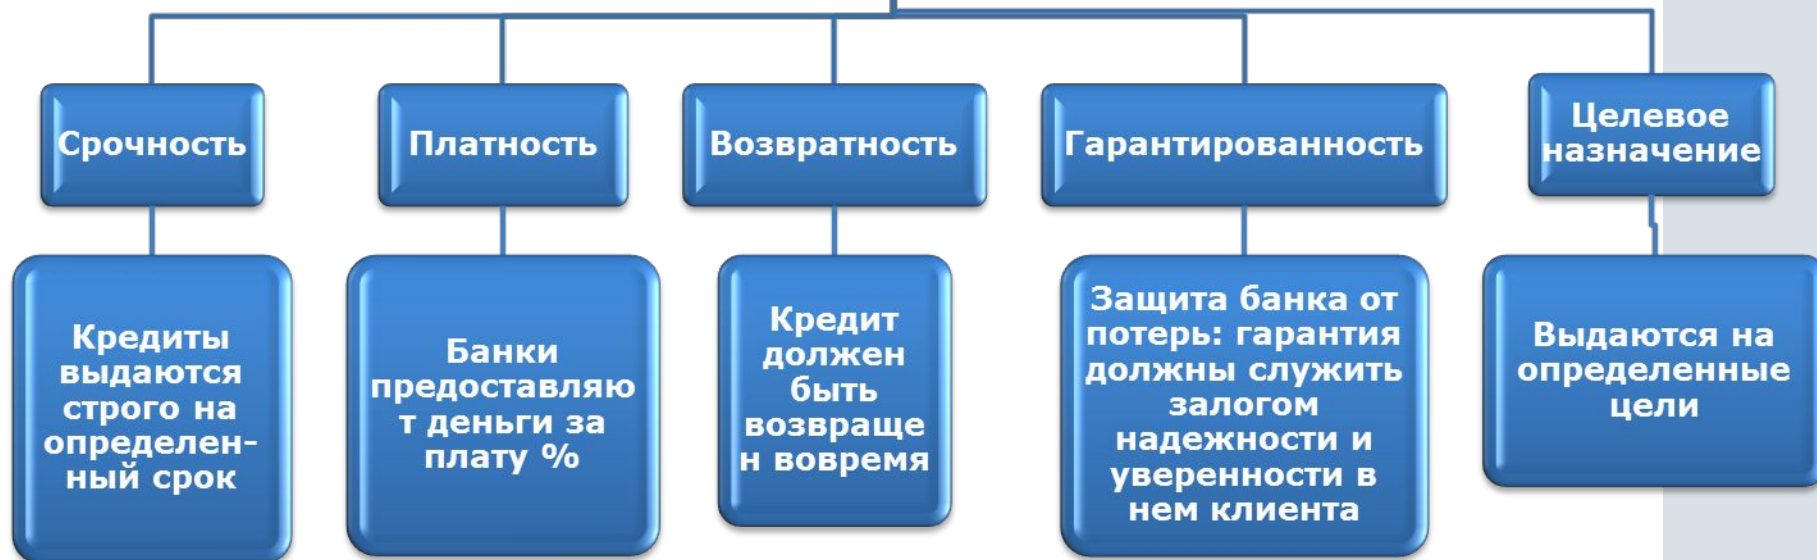 Срочность
Платность
Возвратность
Гарантированность
Целевое
назначение
Кредиты
выдаются
строго на
определен-
ный срок
Банки
предоставляю
т деньги за
плату %
Кредит
должен
быть
возвраще
н вовремя
Защита банка от
потерь: гарантия
должны служить
залогом
надежности и
уверенности в
нем клиента
Выдаются на
определенные
цели